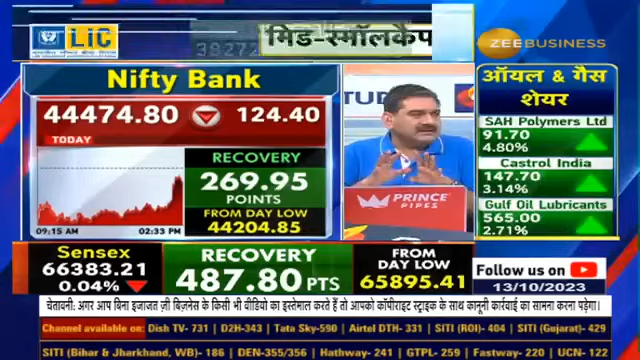 LIC
39272
मिड-स्मॉलकैप
ZEE BUSINESS
Nifty Bank
44474.80 124.40
TODAY
09:15 AM 02:33 PM
RECOVERY
269.95
POINTS
FROM DAY LOW
44204.85
PRINCE
PIPES
ऑयल & गैस
शेयर
SAH Polymers Ltd
91.70
4.80%
Castrol India
147.70
3.14%
Gulf Oil Lubricants
565.00
2.71%
Sensex
66383.21
0.04%
RECOVERY
487.80 PTS
FROM
DAY LOW
65895.41
Follow us on
13/10/2023
चेतावनी: अगर आप बिना इजाजत ज़ी बिज़नेस के किसी भी वीडियो का इस्तेमाल करते हैं तो आपको कॉपीराइट स्ट्राइक के साथ कानूनी कार्रवाई का सामना करना पड़ेगा।
Channel available on: Dish TV- 731 | D2H-343 | Tata Sky-590 | Airtel DTH- 331 | SITI (ROI)- 404 | SITI (Gujarat)- 429
SITI (Bihar & Jharkhand, WB)- 186 | DEN-355/356 | Hathway- 241 | GTPL- 259 | Fastway- 220 | UCN- 122